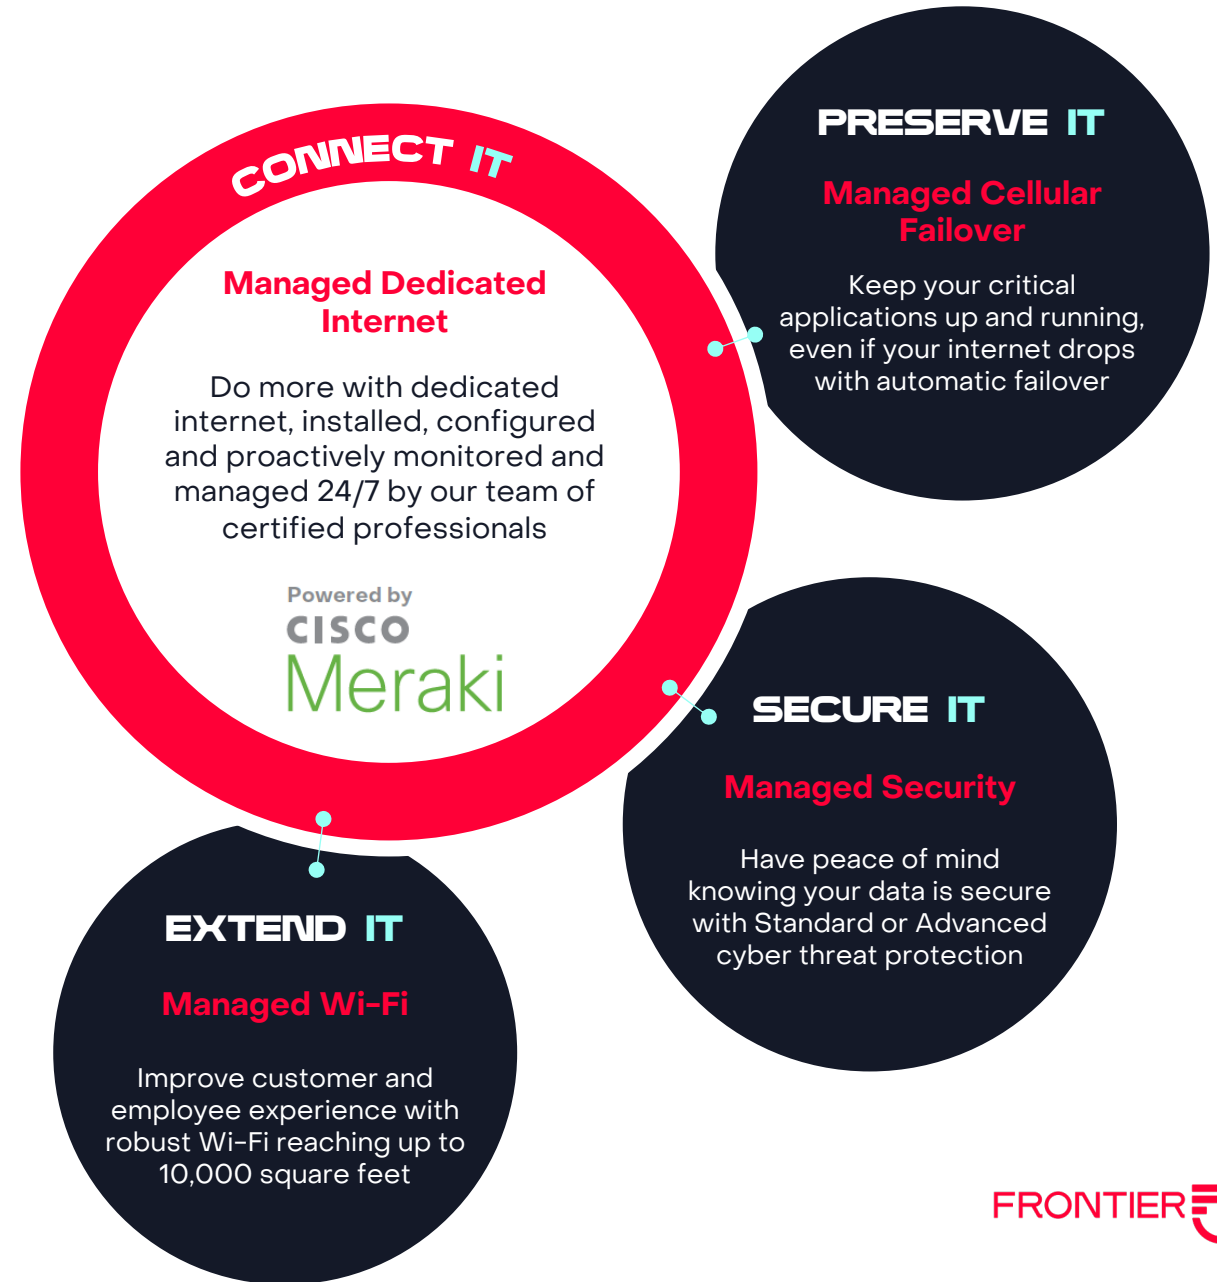 CONNECT IT
Managed Dedicated
Internet
Do more with dedicated
internet, installed, configured
and proactively monitored and
managed 24/7 by our team of
certified professionals
Powered by
CISCO
Meraki
PRESERVE IT
Managed Cellular
Failover
Keep your critical
applications up and running,
even if your internet drops
with automatic failover
SECURE IT
Managed Security
Have peace of mind
knowing your data is secure
with Standard or Advanced
cyber threat protection
EXTEND IT
Managed Wi-Fi
Improve customer and
employee experience with
robust Wi-Fi reaching up to
10,000 square feet
FRONTIER